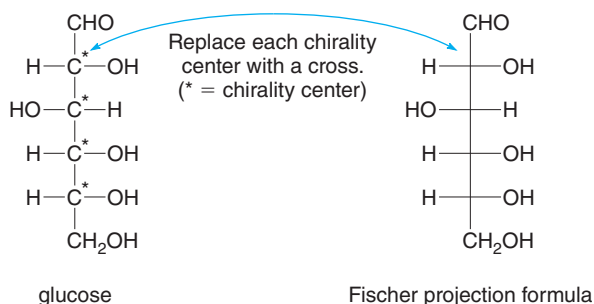 CHO
H—C*—OH
HO—C*—H
H—C*—OH
H—C*—OH
CH₂OH
glucose
Replace each chirality
center with a cross.
(* = chirality center)
CHO
H OH
HO H
H OH
H OH
CH₂OH
Fischer projection formula